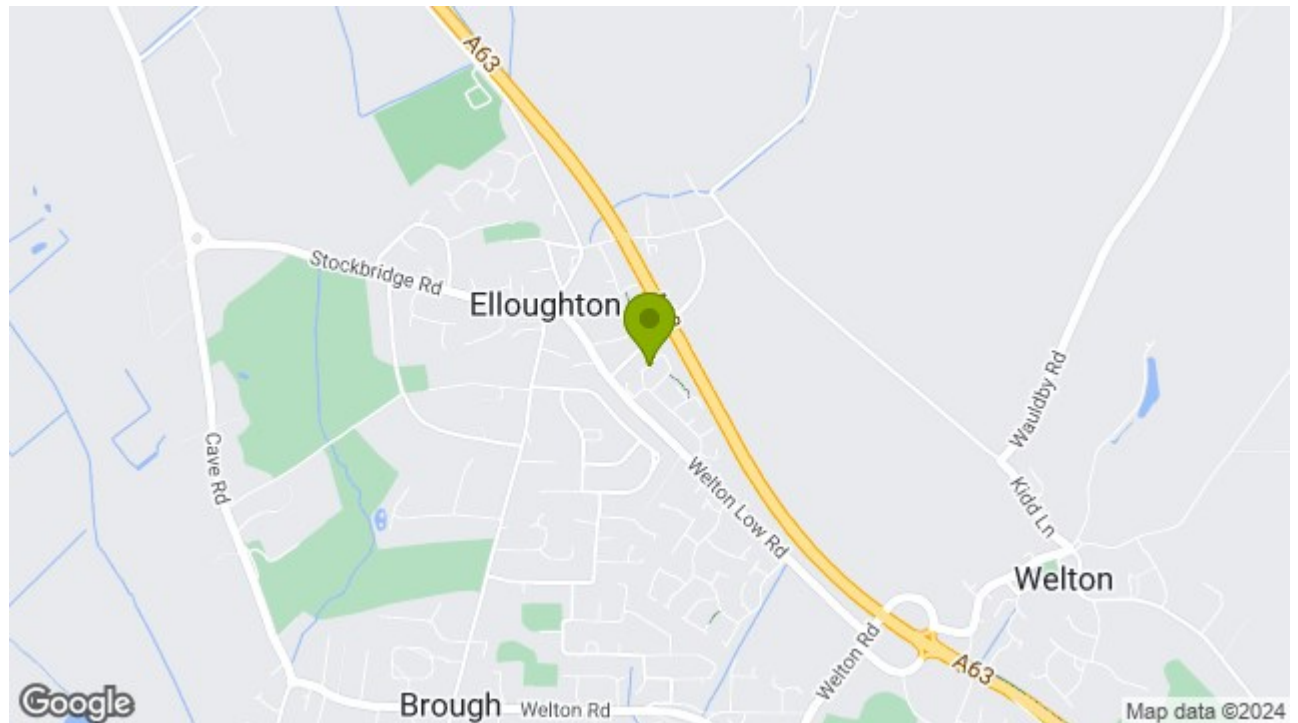 A63
Stockbridge Rd
Elloughton
Wauldby Rd
Cave Rd
Welton Low Rd
Kidd Ln
Welton
Welton Rd
A63
Brough
Welton Rd
Google
Map data ©2024